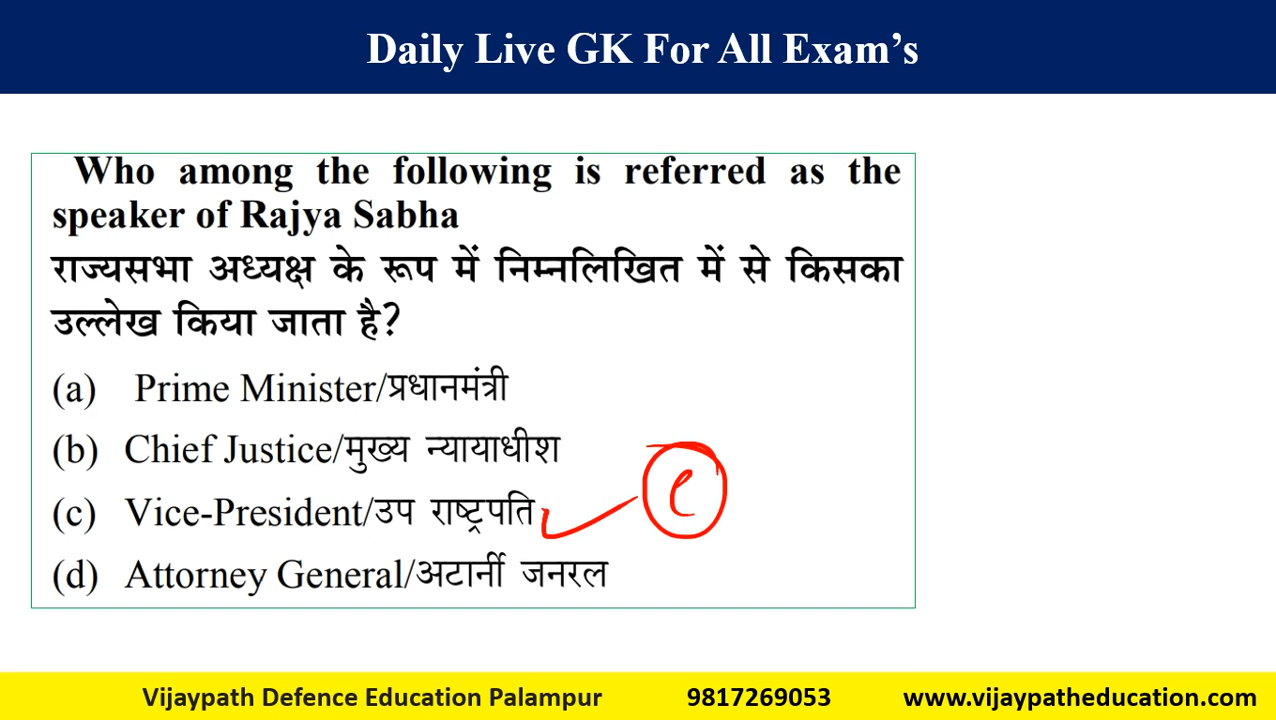 Daily Live GK For All Exam’s
Who among the following is referred as the
speaker of Rajya Sabha
राज्यसभा अध्यक्ष के रूप में निम्नलिखित में से किसका
उल्लेख किया जाता है?
(a) Prime Minister/प्रधानमंत्री
(b) Chief Justice/मुख्य न्यायाधीश
(c) Vice-President/उप राष्ट्रपति
(d) Attorney General/अटार्नी जनरल
Vijaypath Defence Education Palampur 9817269053 www.vijaypatheducation.com